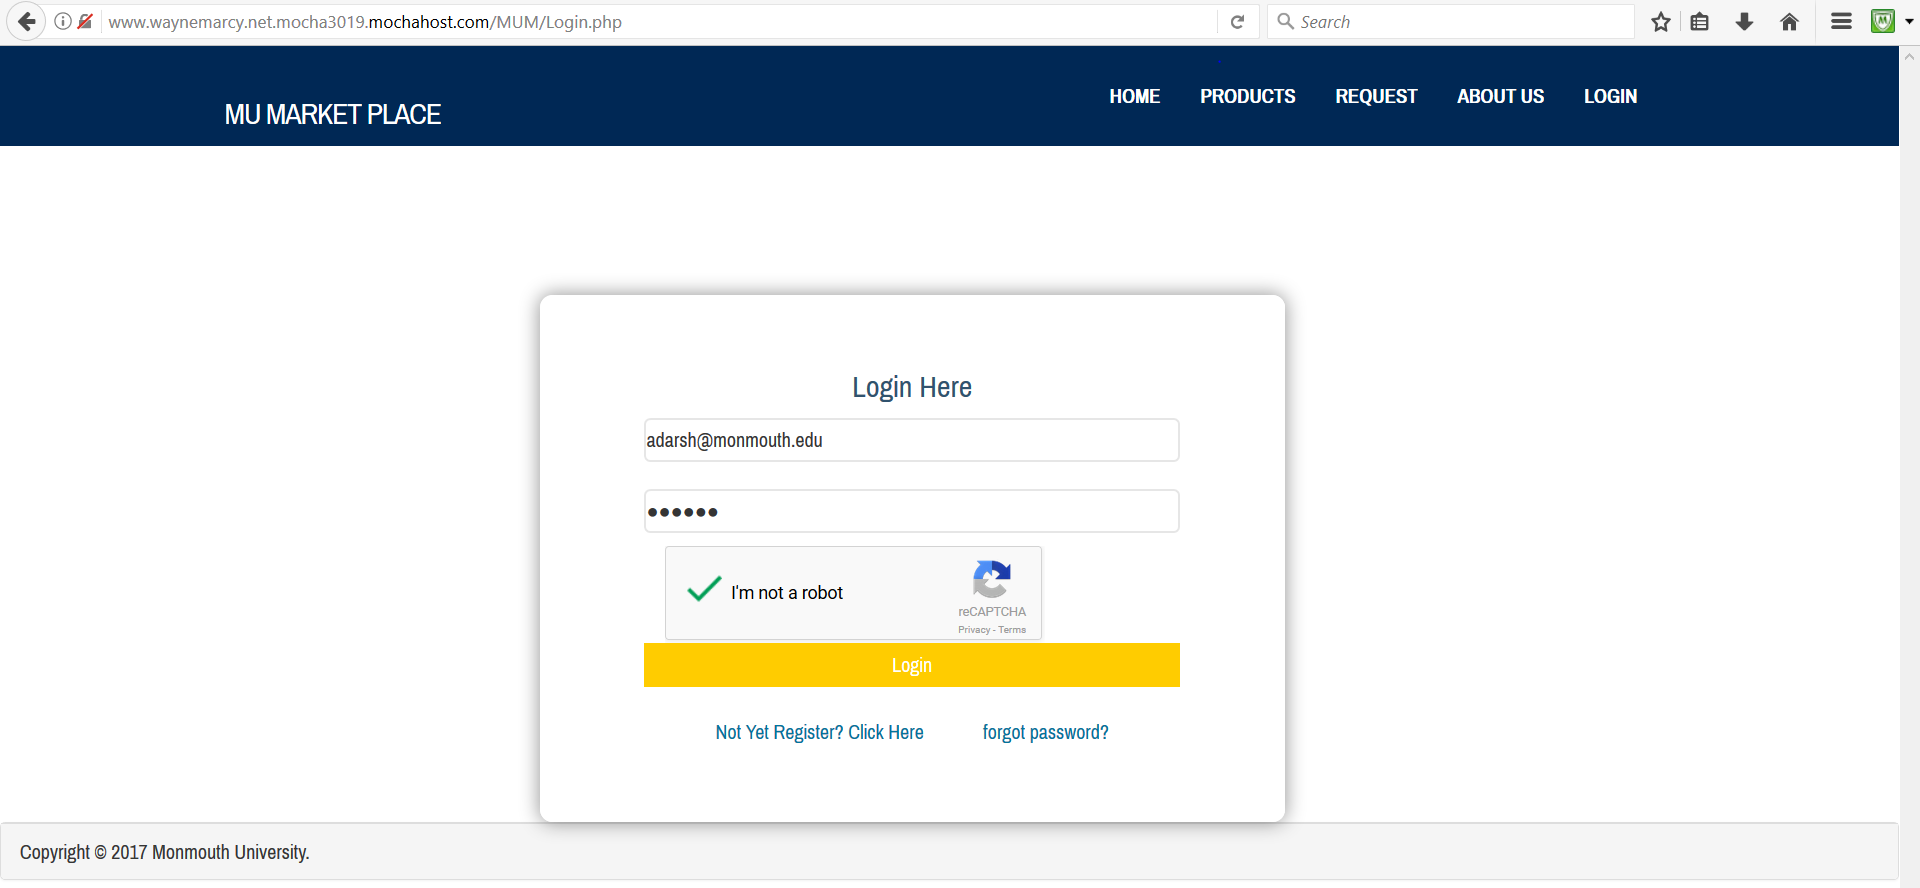 www.waynemarcy.net.mocha3019.mochahost.com/MUM/Login.php
Search
MU MARKET PLACE
HOME PRODUCTS REQUEST ABOUT US LOGIN
Login Here
adarsh@monmouth.edu
●●●●●●
I'm not a robot
reCAPTCHA
Privacy - Terms
Login
Not Yet Register? Click Here forgot password?
Copyright © 2017 Monmouth University.